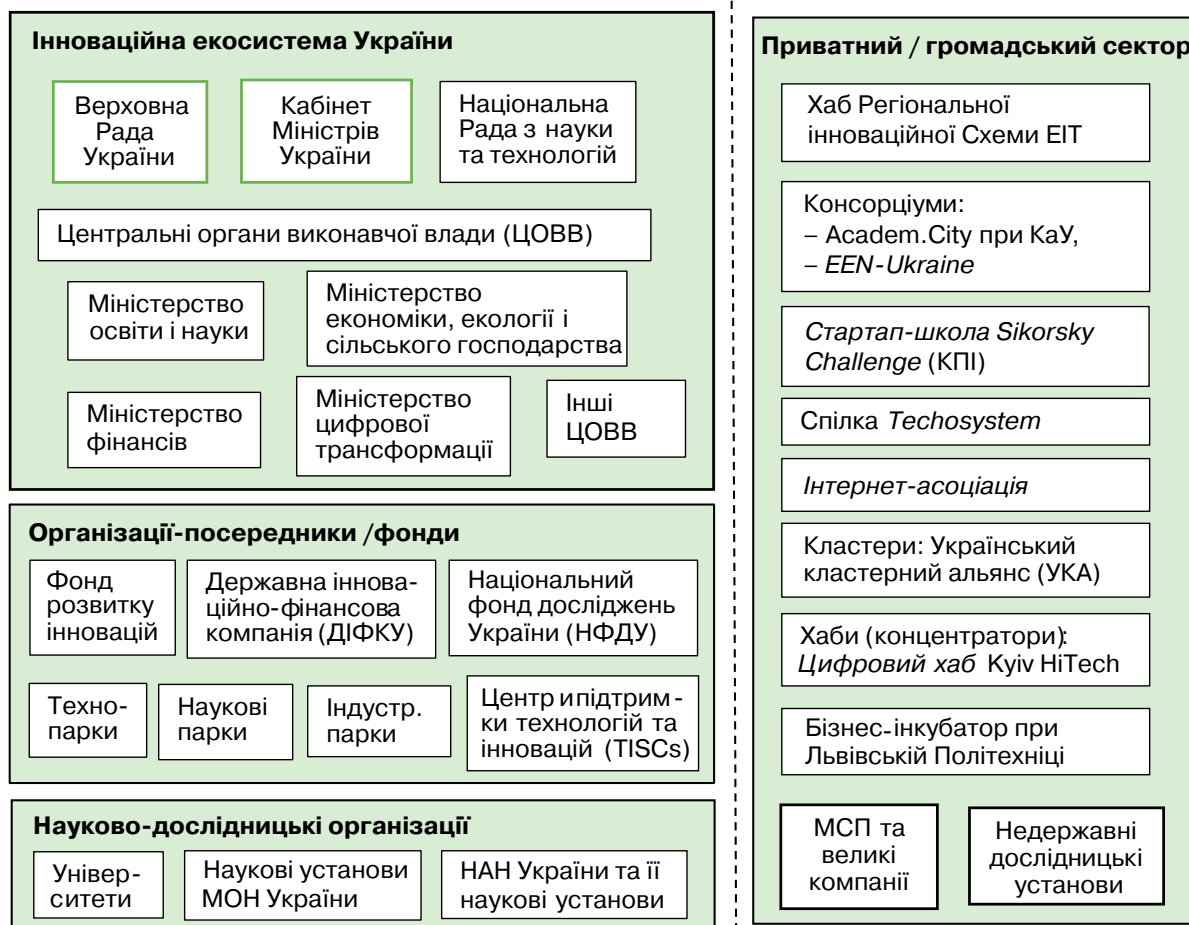 Інноваційна екосистема України
Верховна
Рада
України
Кабінет
Міністрів
України
Національна
Рада з науки
та технологій
Центральні органи виконавчої влади (ЦОВВ)
Міністерство
освіти і науки
Міністерство
економіки, екології і
сільського господарства
Міністерство
фінансів
Міністерство
цифрової
трансформації
Інші
ЦОВВ
Організації-посередники /фонди
Фонд
розвитку
інновацій
Державна іннова-
ційно-фінансова
компанія (ДІФКУ)
Національний
фонд досліджень
України (НФДУ)
Техно-
парки
Наукові
парки
Індустр.
парки
Центр ипідтрим -
ки технологій та
інновацій (TISCs)
Науково-дослідницькі організації
Універ-
ситети
Наукові установи
МОН України
НАН України та її
наукові установи
Приватний / громадський сектор
Хаб Регіональної
інноваційної Схеми ЕІТ
Консорціуми:
– Academ.City при КаУ,
– EEN-Ukraine
Стартап-школа Sikorsky
Challenge (КПІ)
Спілка Techosystem
Інтернет-асоціація
Кластери: Український
кластерний альянс (УКА)
Хаби (концентратори):
Цифровий хаб Kyiv HiTech
Бізнес-інкубатор при
Львівській Політехніці
МСП та
великі
компанії
Недержавні
дослідницькі
установи